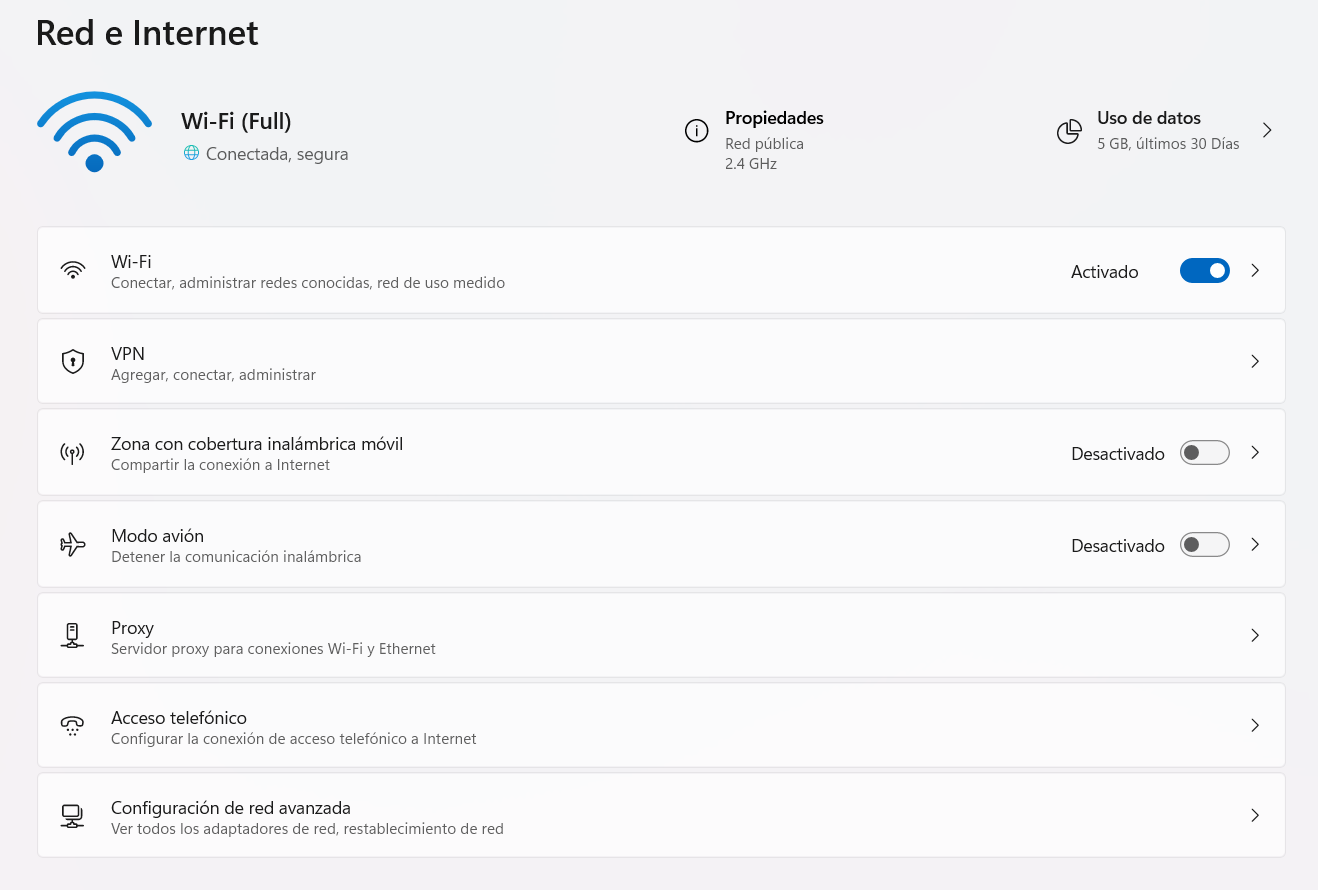 Red e Internet
Wi-Fi (Full)
Conectada, segura
Propiedades
Red pública
2.4 GHz
Uso de datos
5 GB, últimos 30 Días
Wi-Fi
Conectar, administrar redes conocidas, red de uso medido
Activado
VPN
Agregar, conectar, administrar
Zona con cobertura inalámbrica móvil
Compartir la conexión a Internet
Desactivado
Modo avión
Detener la comunicación inalámbrica
Desactivado
Proxy
Servidor proxy para conexiones Wi-Fi y Ethernet
Acceso telefónico
Configurar la conexión de acceso telefónico a Internet
Configuración de red avanzada
Ver todos los adaptadores de red, restablecimiento de red